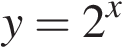 y = 2^x